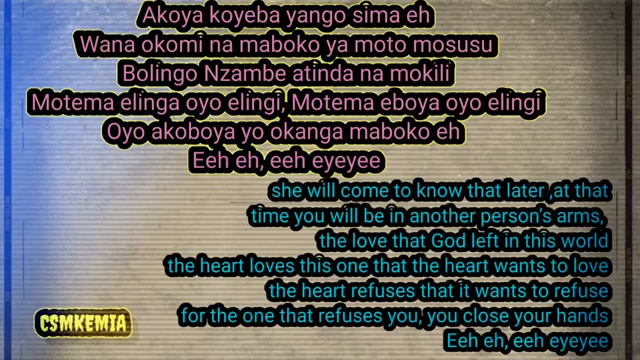 Akoya koyeba yango sima eh
Wana okomi na maboko ya moto mosusu
Bolingo Nzambe atinda na mokili
Motema elinga oyo elingi, Motema eboya oyo elingi
Oyo akoboya yo okanga maboko eh
Eeh eh, eeh eyeyee
she will come to know that later ,at that
time you will be in another person's arms,
the love that God left in this world
the heart loves this one that the heart wants to love
the heart refuses that it wants to refuse
for the one that refuses you, you close your hands
Eeh eh, eeh eyeyee
CSMKEMIA